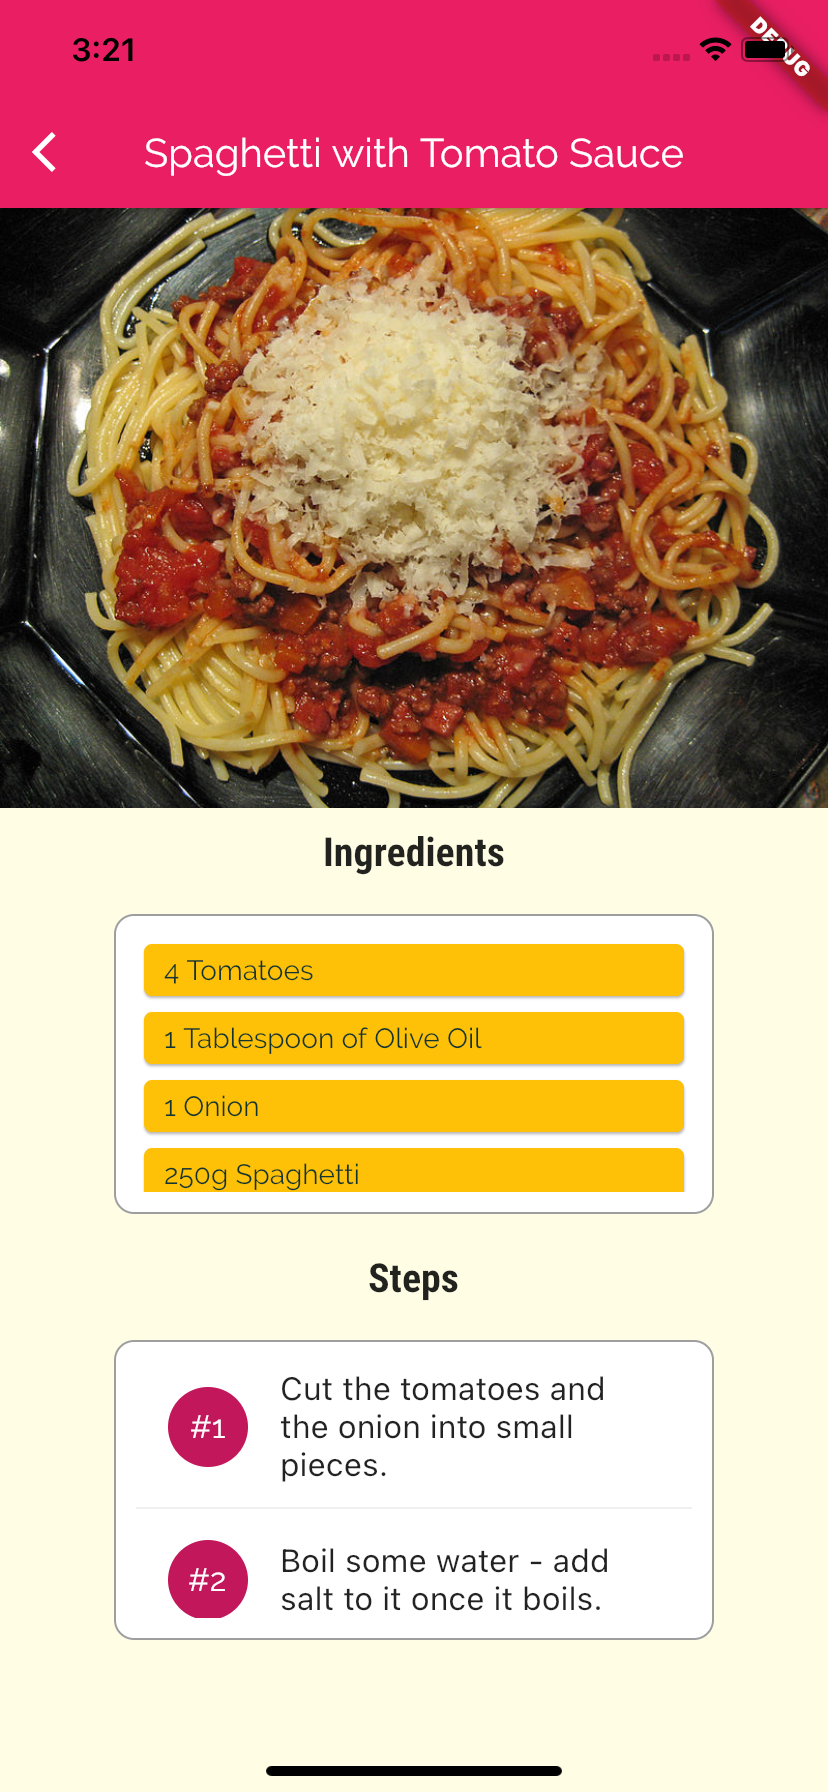 3:21
DEBUG
Spaghetti with Tomato Sauce
Ingredients
4 Tomatoes
1 Tablespoon of Olive Oil
1 Onion
250g Spaghetti
Steps
#1
Cut the tomatoes and
the onion into small
pieces.
#2
Boil some water - add
salt to it once it boils.